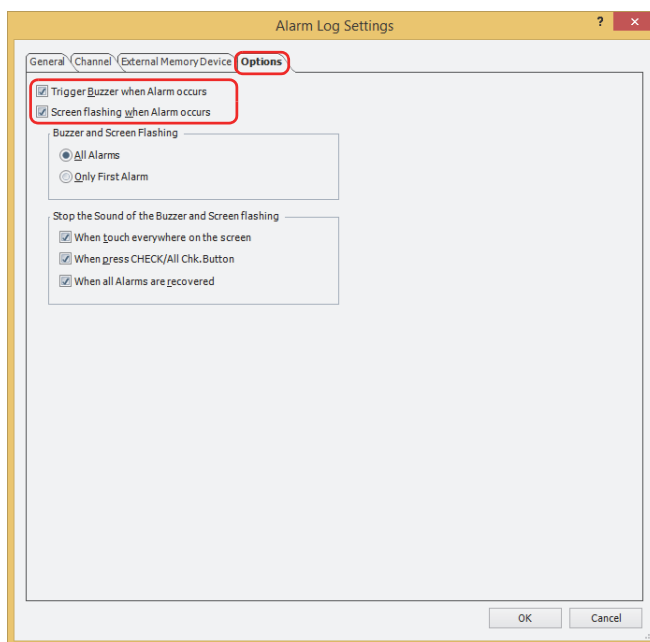 Alarm Log Settings
? ×
General Channel External Memory Device Options
Trigger Buzzer when Alarm occurs
Screen flashing when Alarm occurs
Buzzer and Screen Flashing
All Alarms
Only First Alarm
Stop the Sound of the Buzzer and Screen flashing
When touch everywhere on the screen
When press CHECK/All Chk.Button
When all Alarms are recovered
OK Cancel